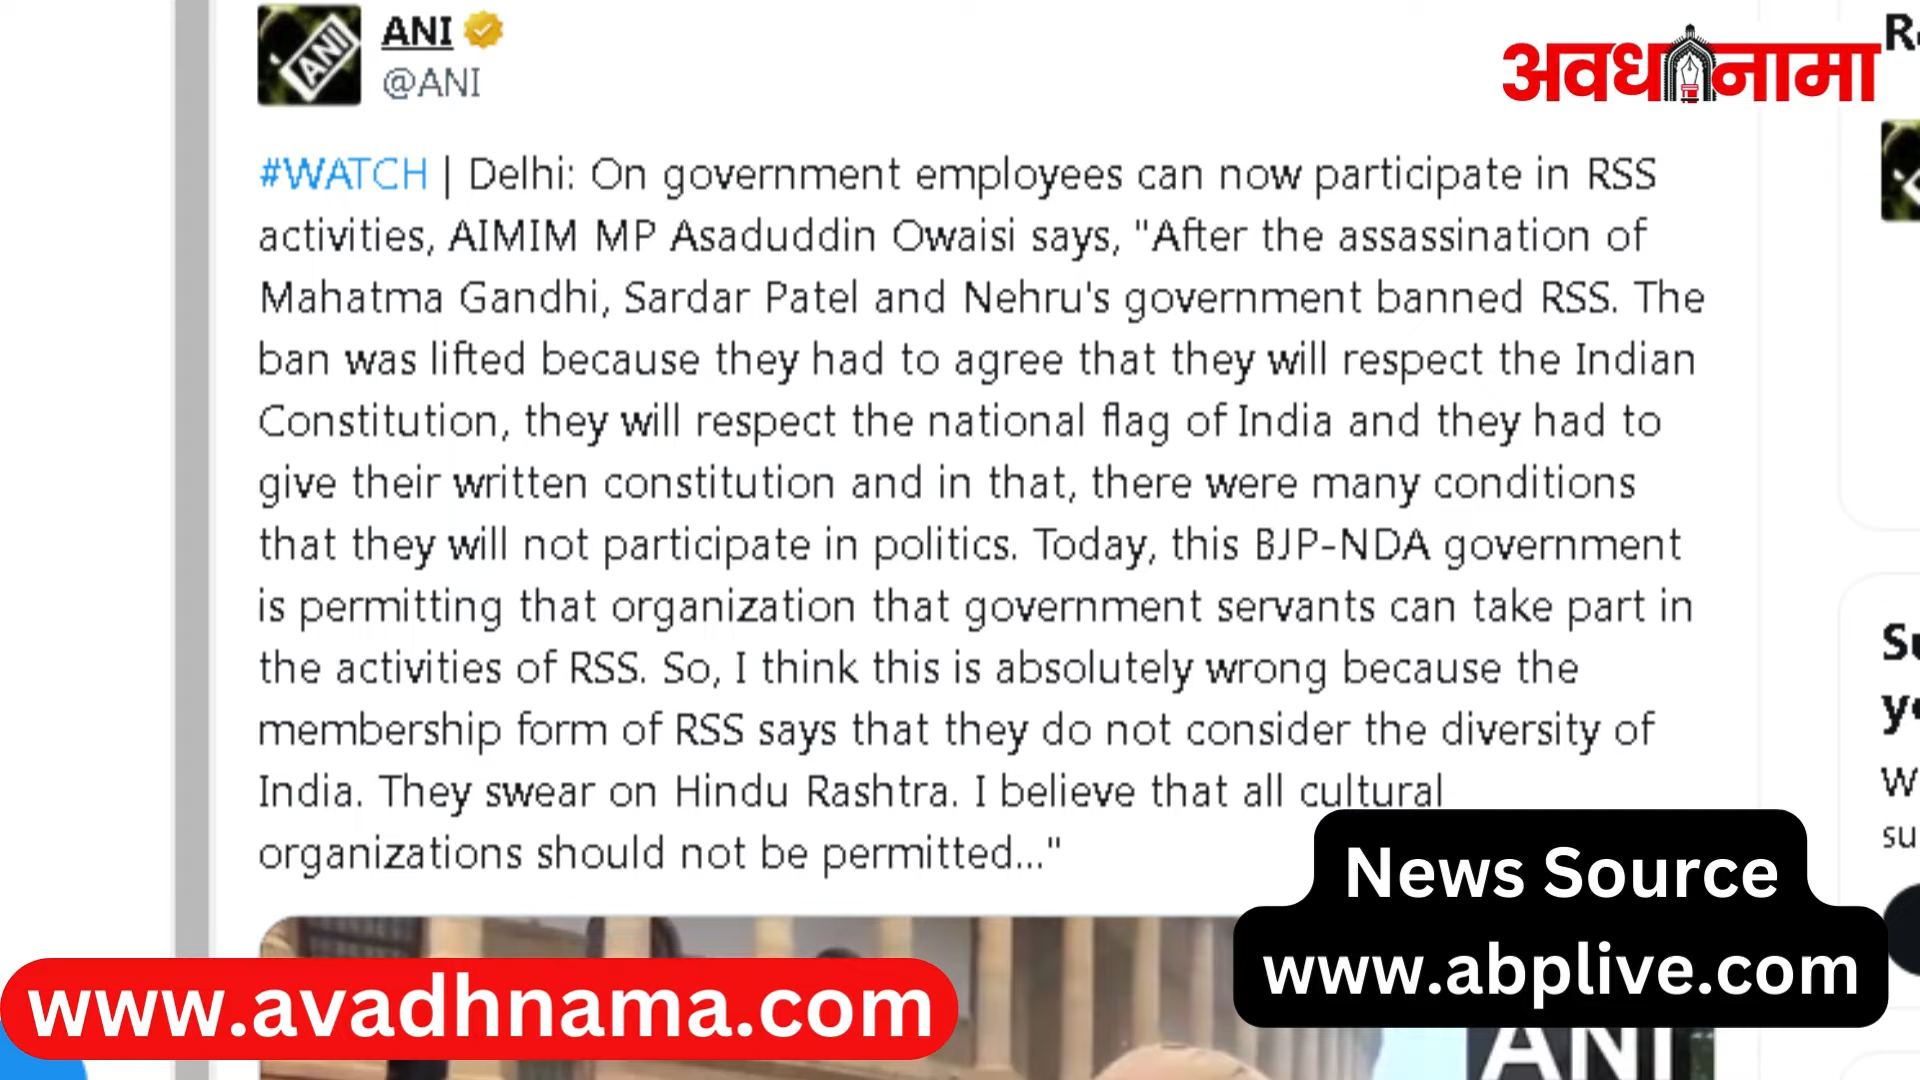 ANI
@ANI
अवधनामा
#WATCH | Delhi: On government employees can now participate in RSS
activities, AIMIM MP Asaduddin Owaisi says, "After the assassination of
Mahatma Gandhi, Sardar Patel and Nehru's government banned RSS. The
ban was lifted because they had to agree that they will respect the Indian
Constitution, they will respect the national flag of India and they had to
give their written constitution and in that, there were many conditions
that they will not participate in politics. Today, this BJP-NDA government
is permitting that organization that government servants can take part in
the activities of RSS. So, I think this is absolutely wrong because the
membership form of RSS says that they do not consider the diversity of
India. They swear on Hindu Rashtra. I believe that all cultural
organizations should not be permitted..."
News Source
www.abplive.com
www.avadhnama.com
ANI